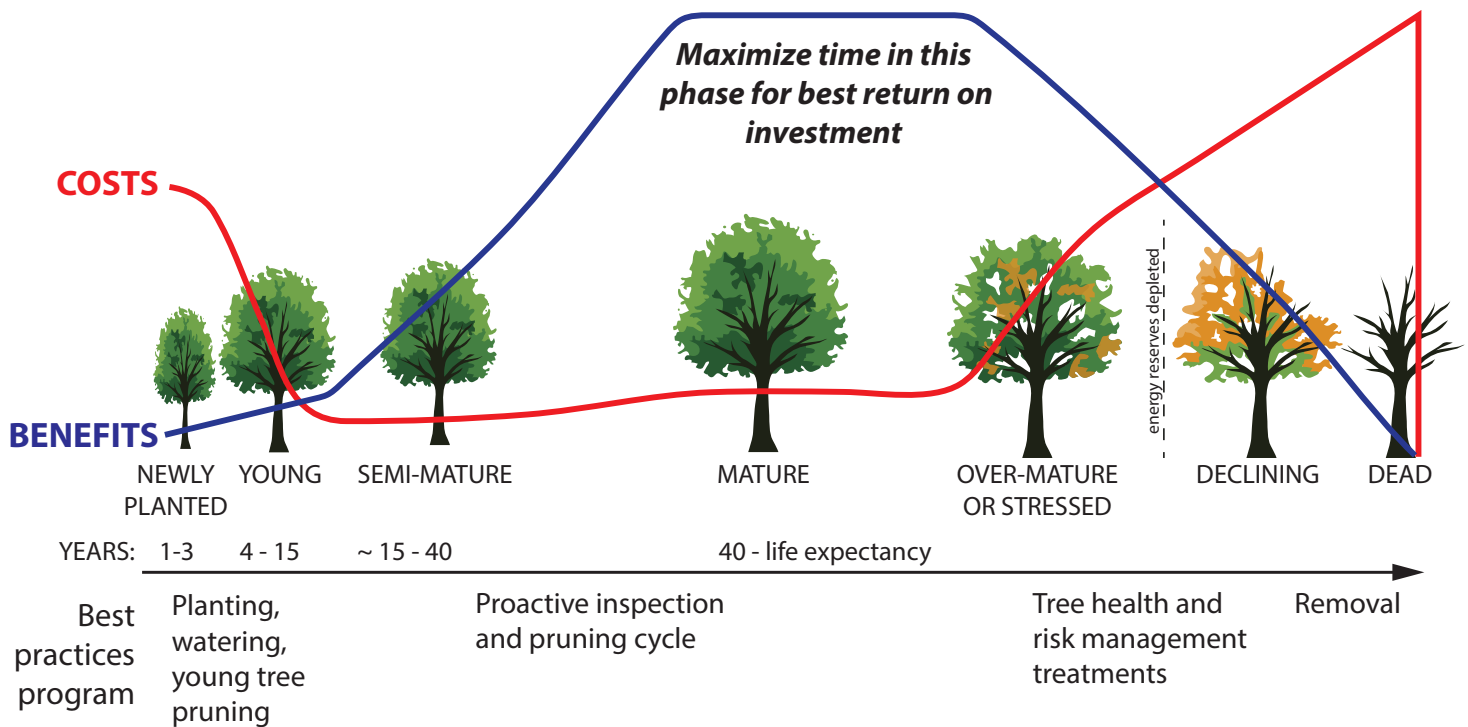 Maximize time in this
phase for best return on
investment
COSTS
BENEFITS
energy reserves depleted
NEWLY
PLANTED
YOUNG
SEMI-MATURE
MATURE
OVER-MATURE
OR STRESSED
DECLINING
DEAD
YEARS: 1-3 4 - 15 ~ 15 - 40 40 - life expectancy
Best
practices
program
Planting,
watering,
young tree
pruning
Proactive inspection
and pruning cycle
Tree health and
risk management
treatments
Removal